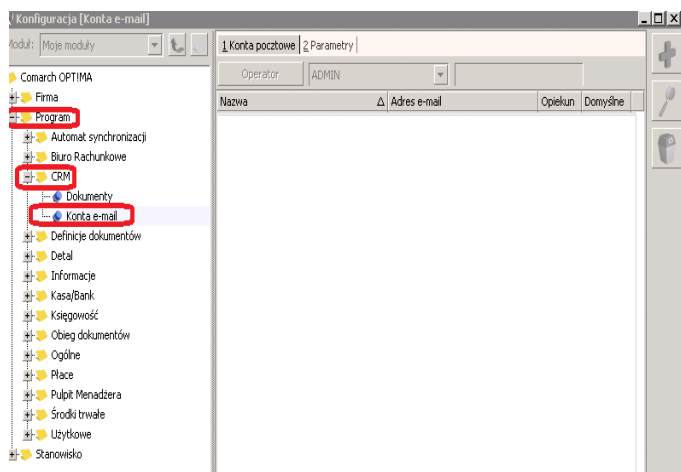 Konfiguracja [Konta e-mail]
Moduł: Moje moduły
1 Konta pocztowe 2 Parametry
Operator ADMIN
Nazwa Adres e-mail Opiekun Domyślne
Comarch OPT!MA
Firma
Program
Automat synchronizacji
Biuro Rachunkowe
CRM
Dokumenty
Konta e-mail
Definicje dokumentów
Detal
Informacje
Kasa/Bank
Księgowość
Obieg dokumentów
Ogólne
Płace
Pulpit Menadżera
Środki trwałe
Użytkowe
Stanowisko